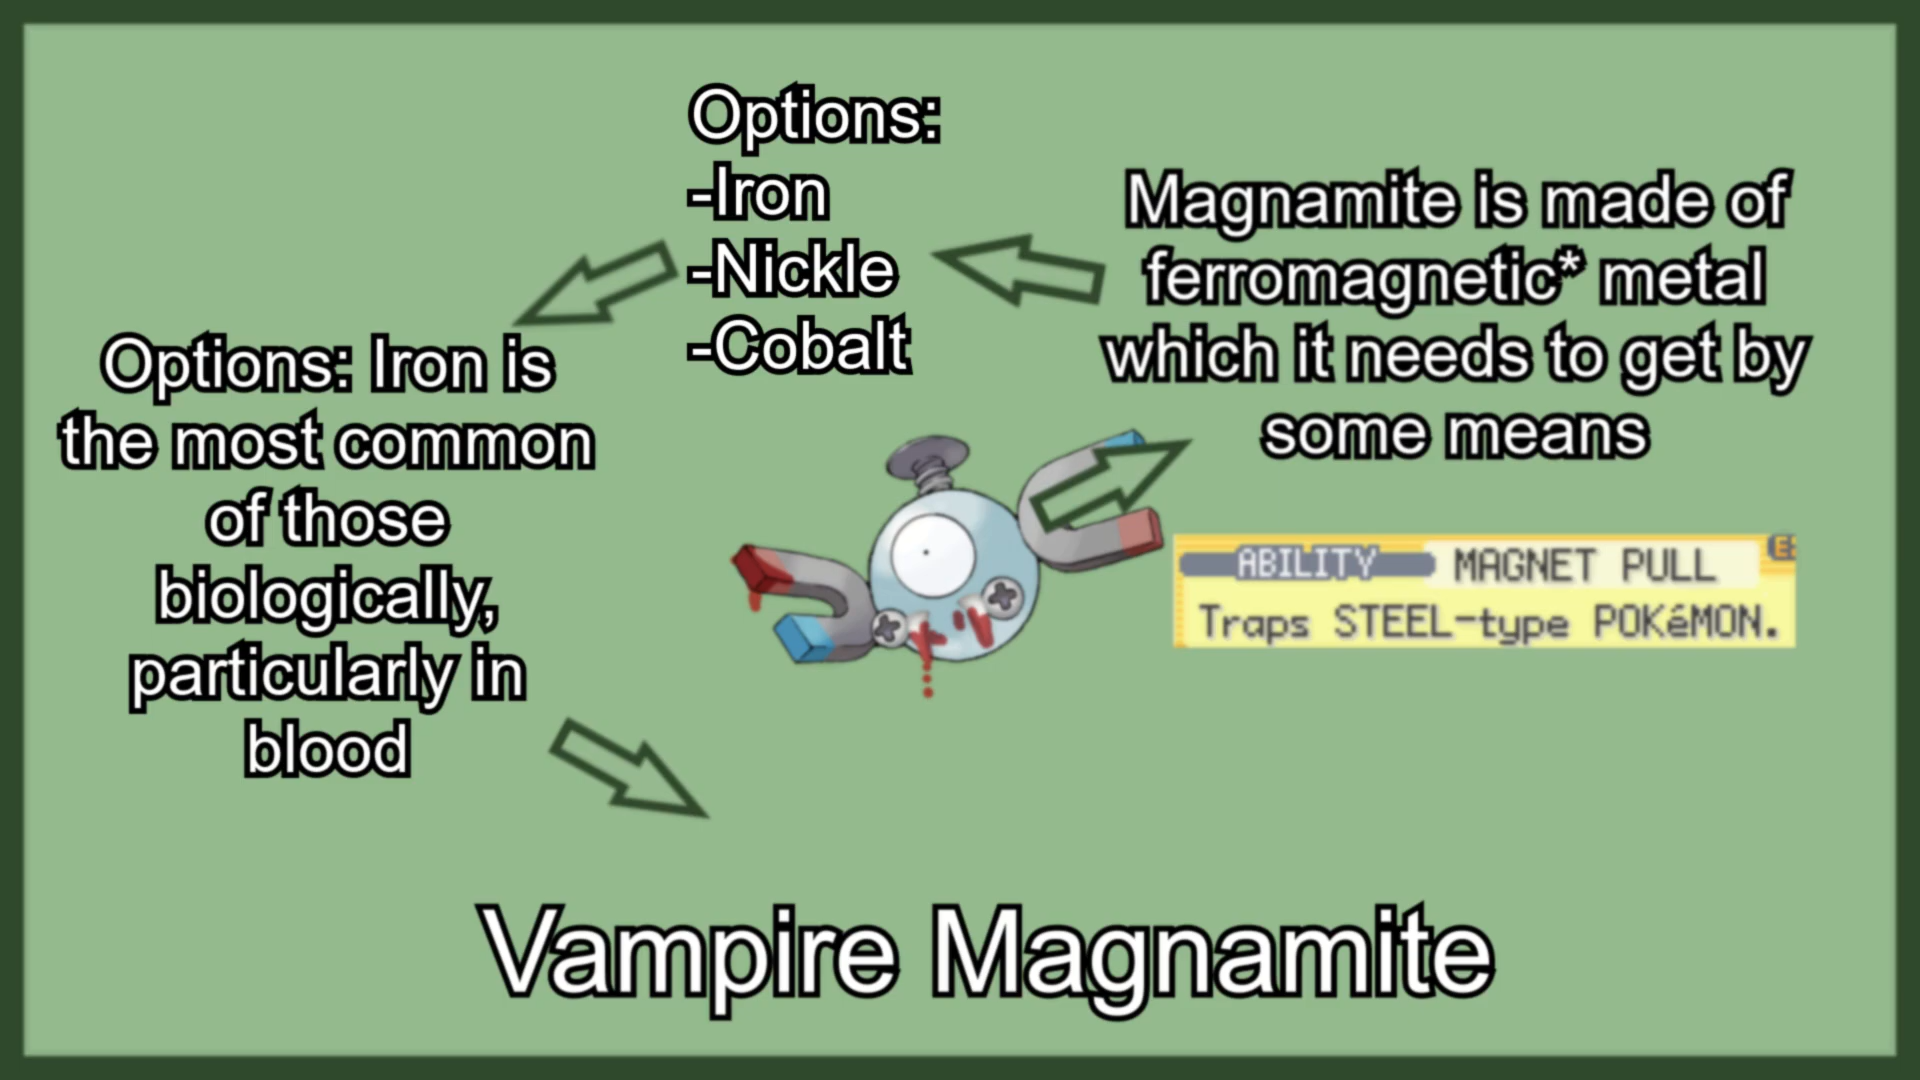 Options:
-Iron
-Nickle
-Cobalt
Magnamite is made of
ferromagnetic* metal
which it needs to get by
some means
Options: Iron is
the most common
of those
biologically,
particularly in
blood
ABILITY MAGNET PULL
Traps STEEL-type POKéMON.
Vampire Magnamite